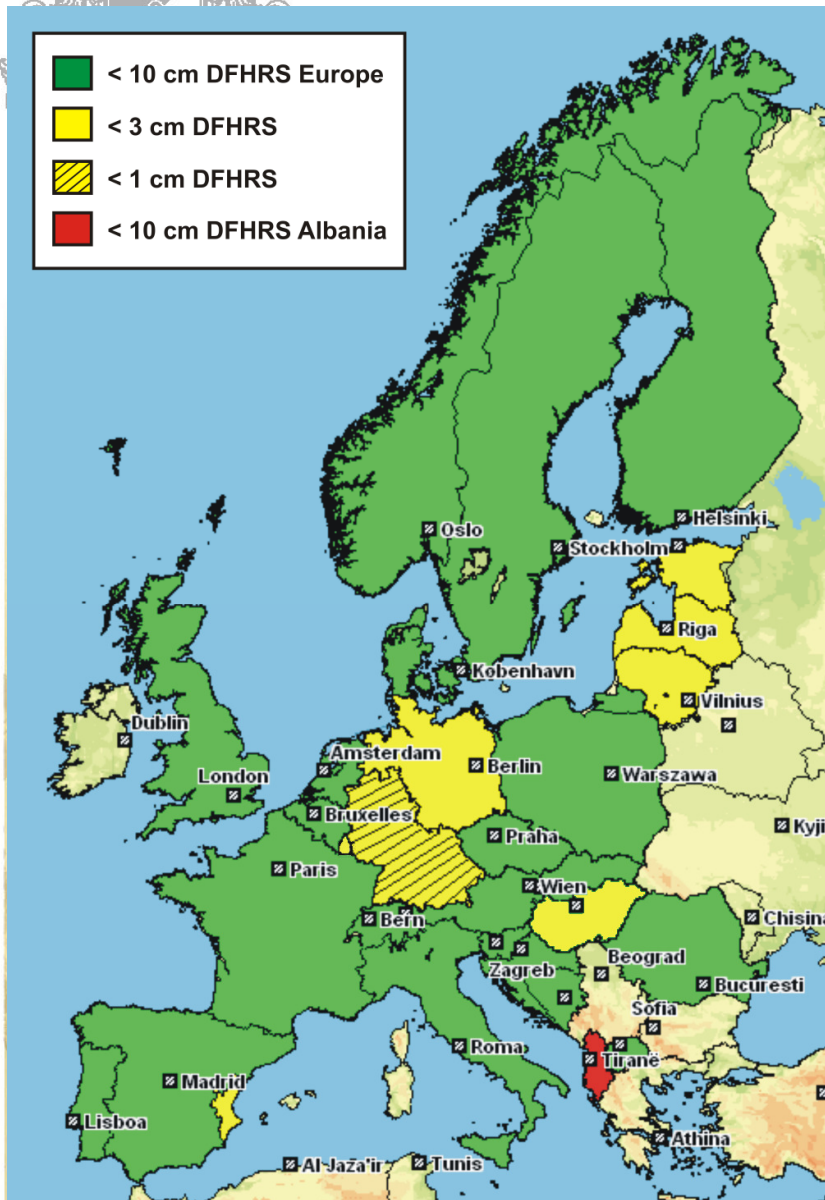 < 10 cm DFHRS Europe
< 3 cm DFHRS
< 1 cm DFHRS
< 10 cm DFHRS Albania
Oslo
Helsinki
Stockholm
Riga
Kobenhavn
Vilnius
Dublin
Amsterdam
Berlin
Warszawa
London
Bruxelles
Kyji
Praha
Paris
Wien
Bern
Chisina
Zagreb
Beograd
Bucuresti
Sofia
Roma
Tiranë
Madrid
Lisboa
Athina
Al Jaza'ir
Tunis